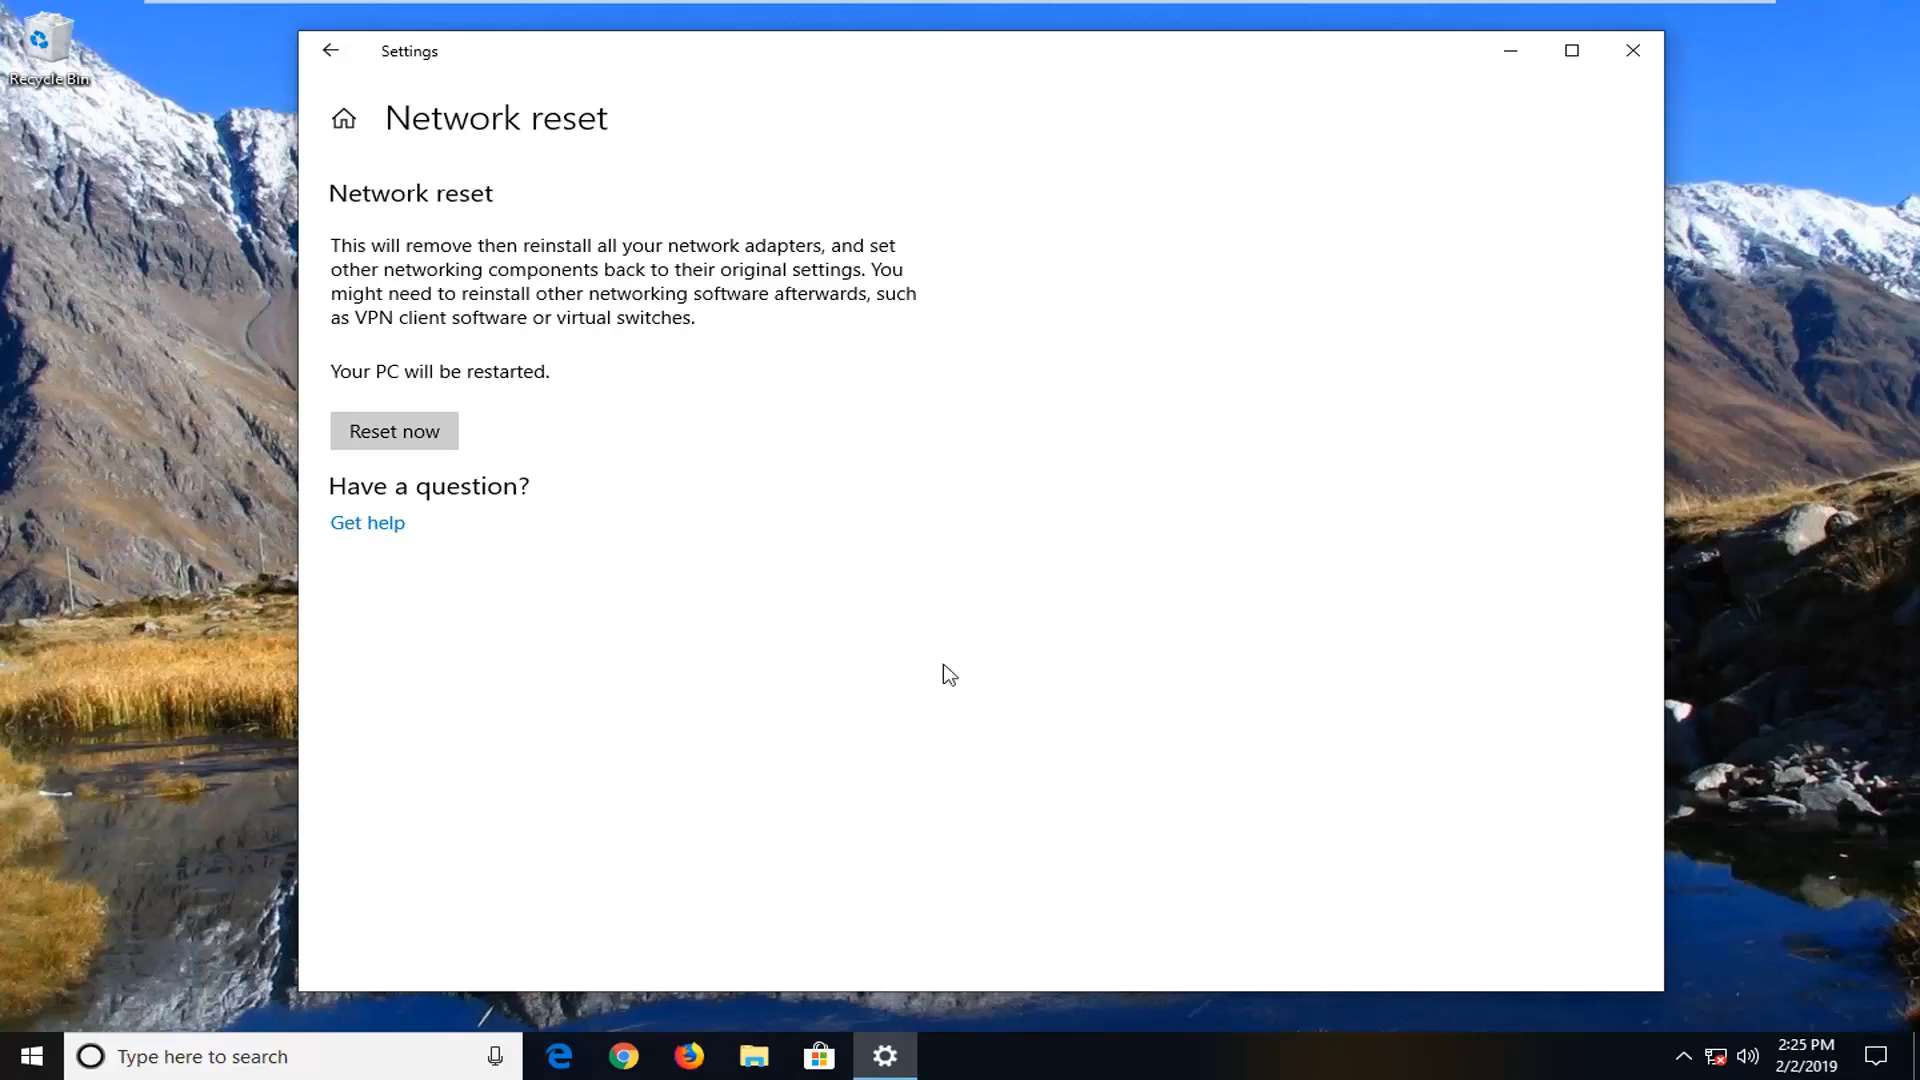 Recycle Bin
Settings
Network reset
Network reset
This will remove then reinstall all your network adapters, and set
other networking components back to their original settings. You
might need to reinstall other networking software afterwards, such
as VPN client software or virtual switches.
Your PC will be restarted.
Reset now
Have a question?
Get help
Type here to search
2:25 PM
2/2/2019